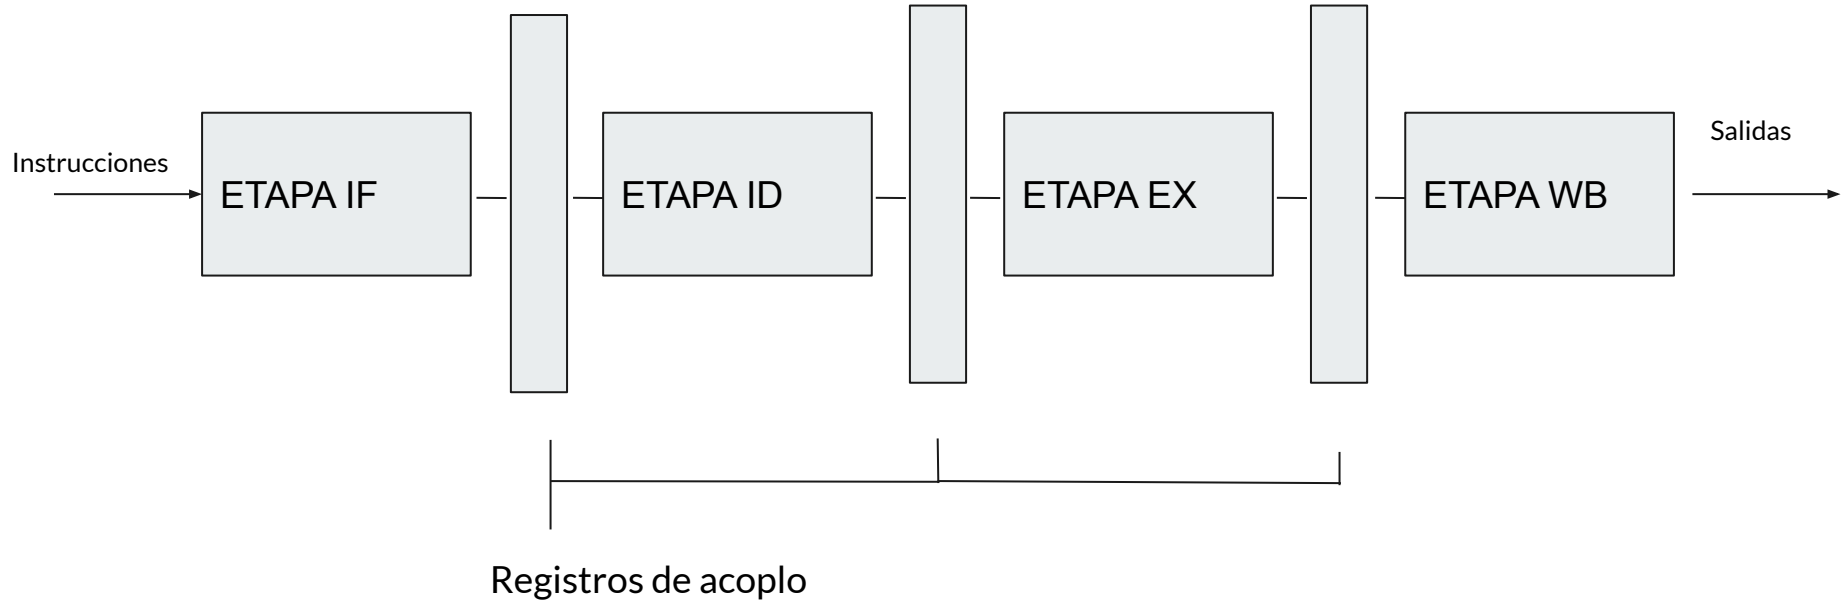 Instrucciones
ETAPA IF
ETAPA ID
ETAPA EX
ETAPA WB
Salidas
Registros de acoplo